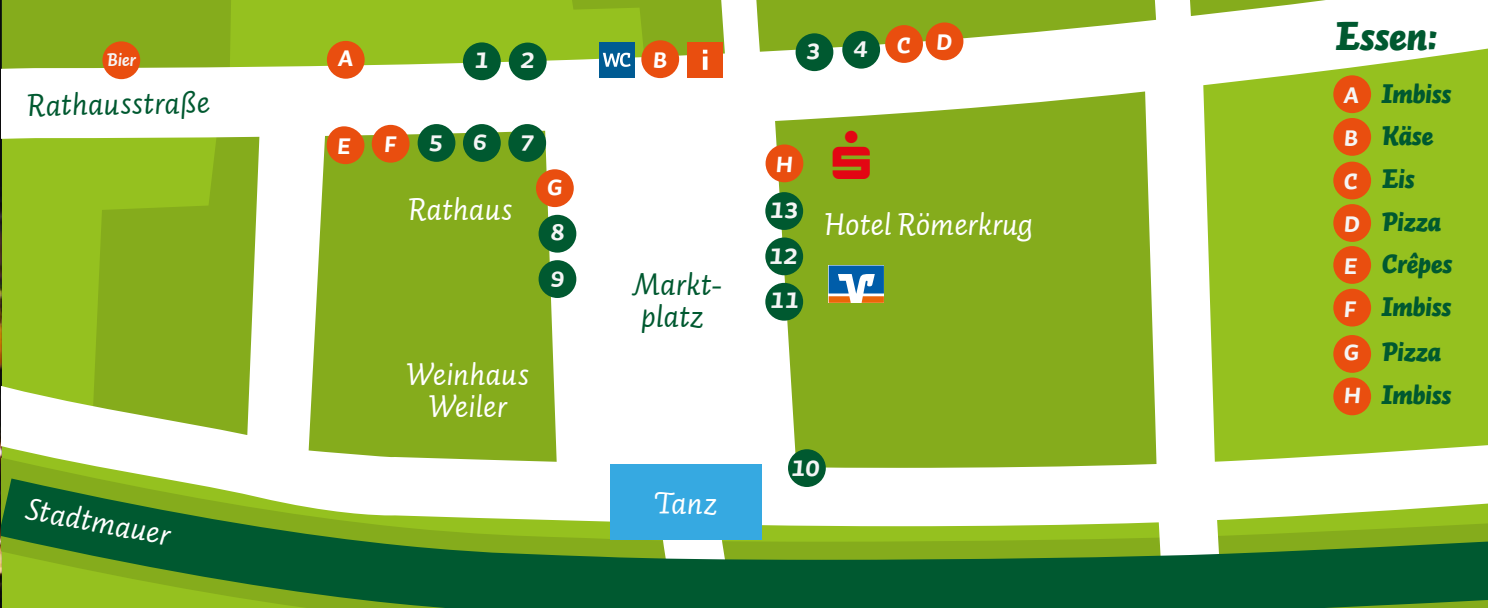 Bier
A
1
2
WC
B
i
3
4
C
D
Rathausstraße
E
F
5
6
7
G
Rathaus
8
9
Markt-
platz
Weinhaus
Weiler
H
13
Hotel Römerkrug
12
11
10
Tanz
Stadtmauer
Essen:
A Imbiss
B Käse
C Eis
D Pizza
E Crêpes
F Imbiss
G Pizza
H Imbiss